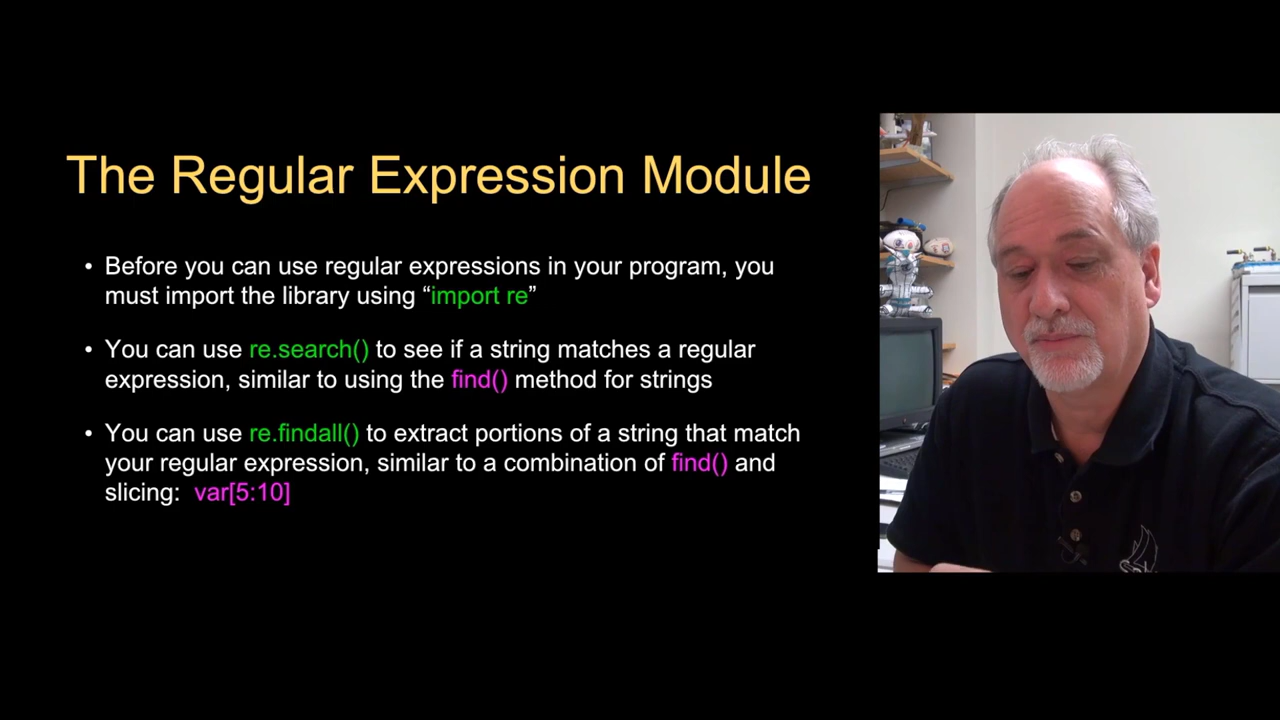 The Regular Expression Module
• Before you can use regular expressions in your program, you
must import the library using “import re”
• You can use re.search() to see if a string matches a regular
expression, similar to using the find() method for strings
• You can use re.findall() to extract portions of a string that match
your regular expression, similar to a combination of find() and
slicing: var[5:10]